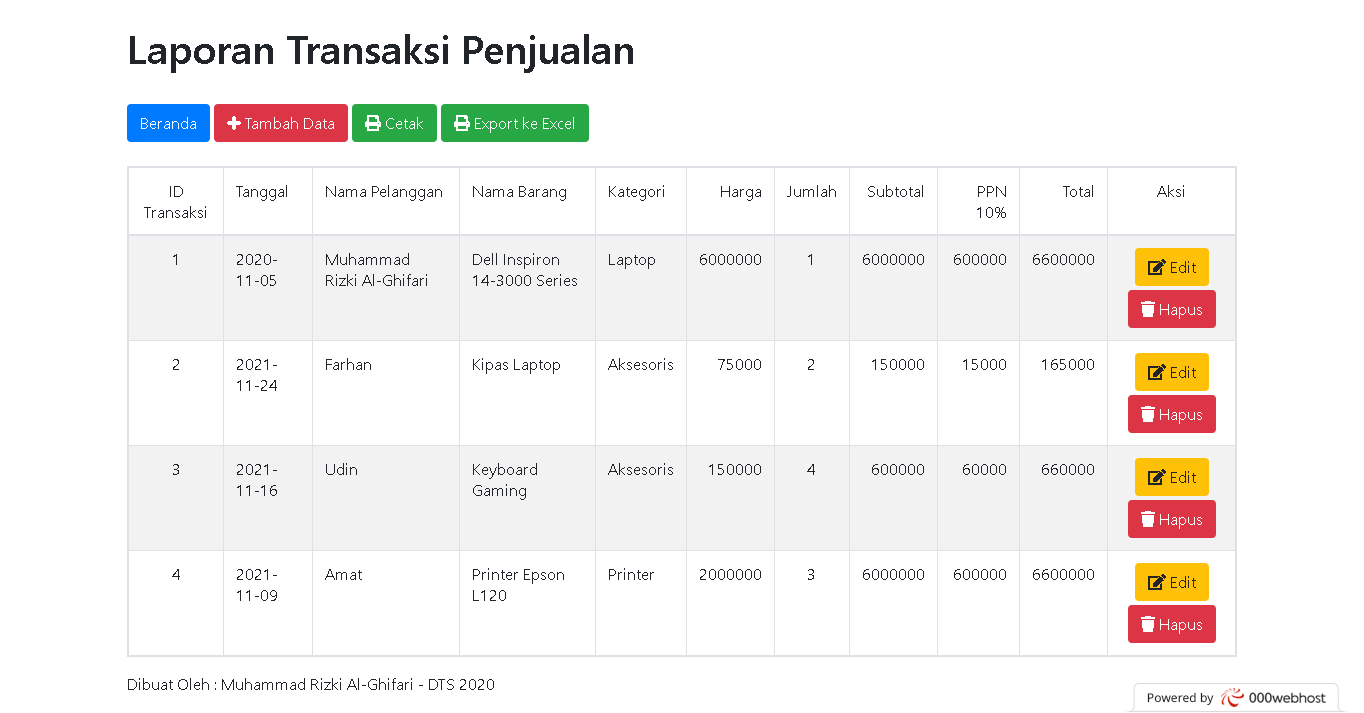 Laporan Transaksi Penjualan
Beranda Tambah Data Cetak Export ke Excel
ID Tanggal Nama Pelanggan Nama Barang Kategori Harga Jumlah Subtotal PPN Total Aksi
Transaksi 10%
1 2020- Muhammad Dell Inspiron Laptop 6000000 1 6000000 600000 6600000 Edit
11-05 Rizki Al-Ghifari 14-3000 Series
Hapus
2 2021- Farhan Kipas Laptop Aksesoris 75000 2 150000 15000 165000 Edit
11-24
Hapus
3 2021- Udin Keyboard Aksesoris 150000 4 600000 60000 660000 Edit
11-16 Gaming
Hapus
4 2021- Amat Printer Epson Printer 2000000 3 6000000 600000 6600000 Edit
11-09 L120
Hapus
Dibuat Oleh : Muhammad Rizki Al-Ghifari - DTS 2020
Powered by 000webhost